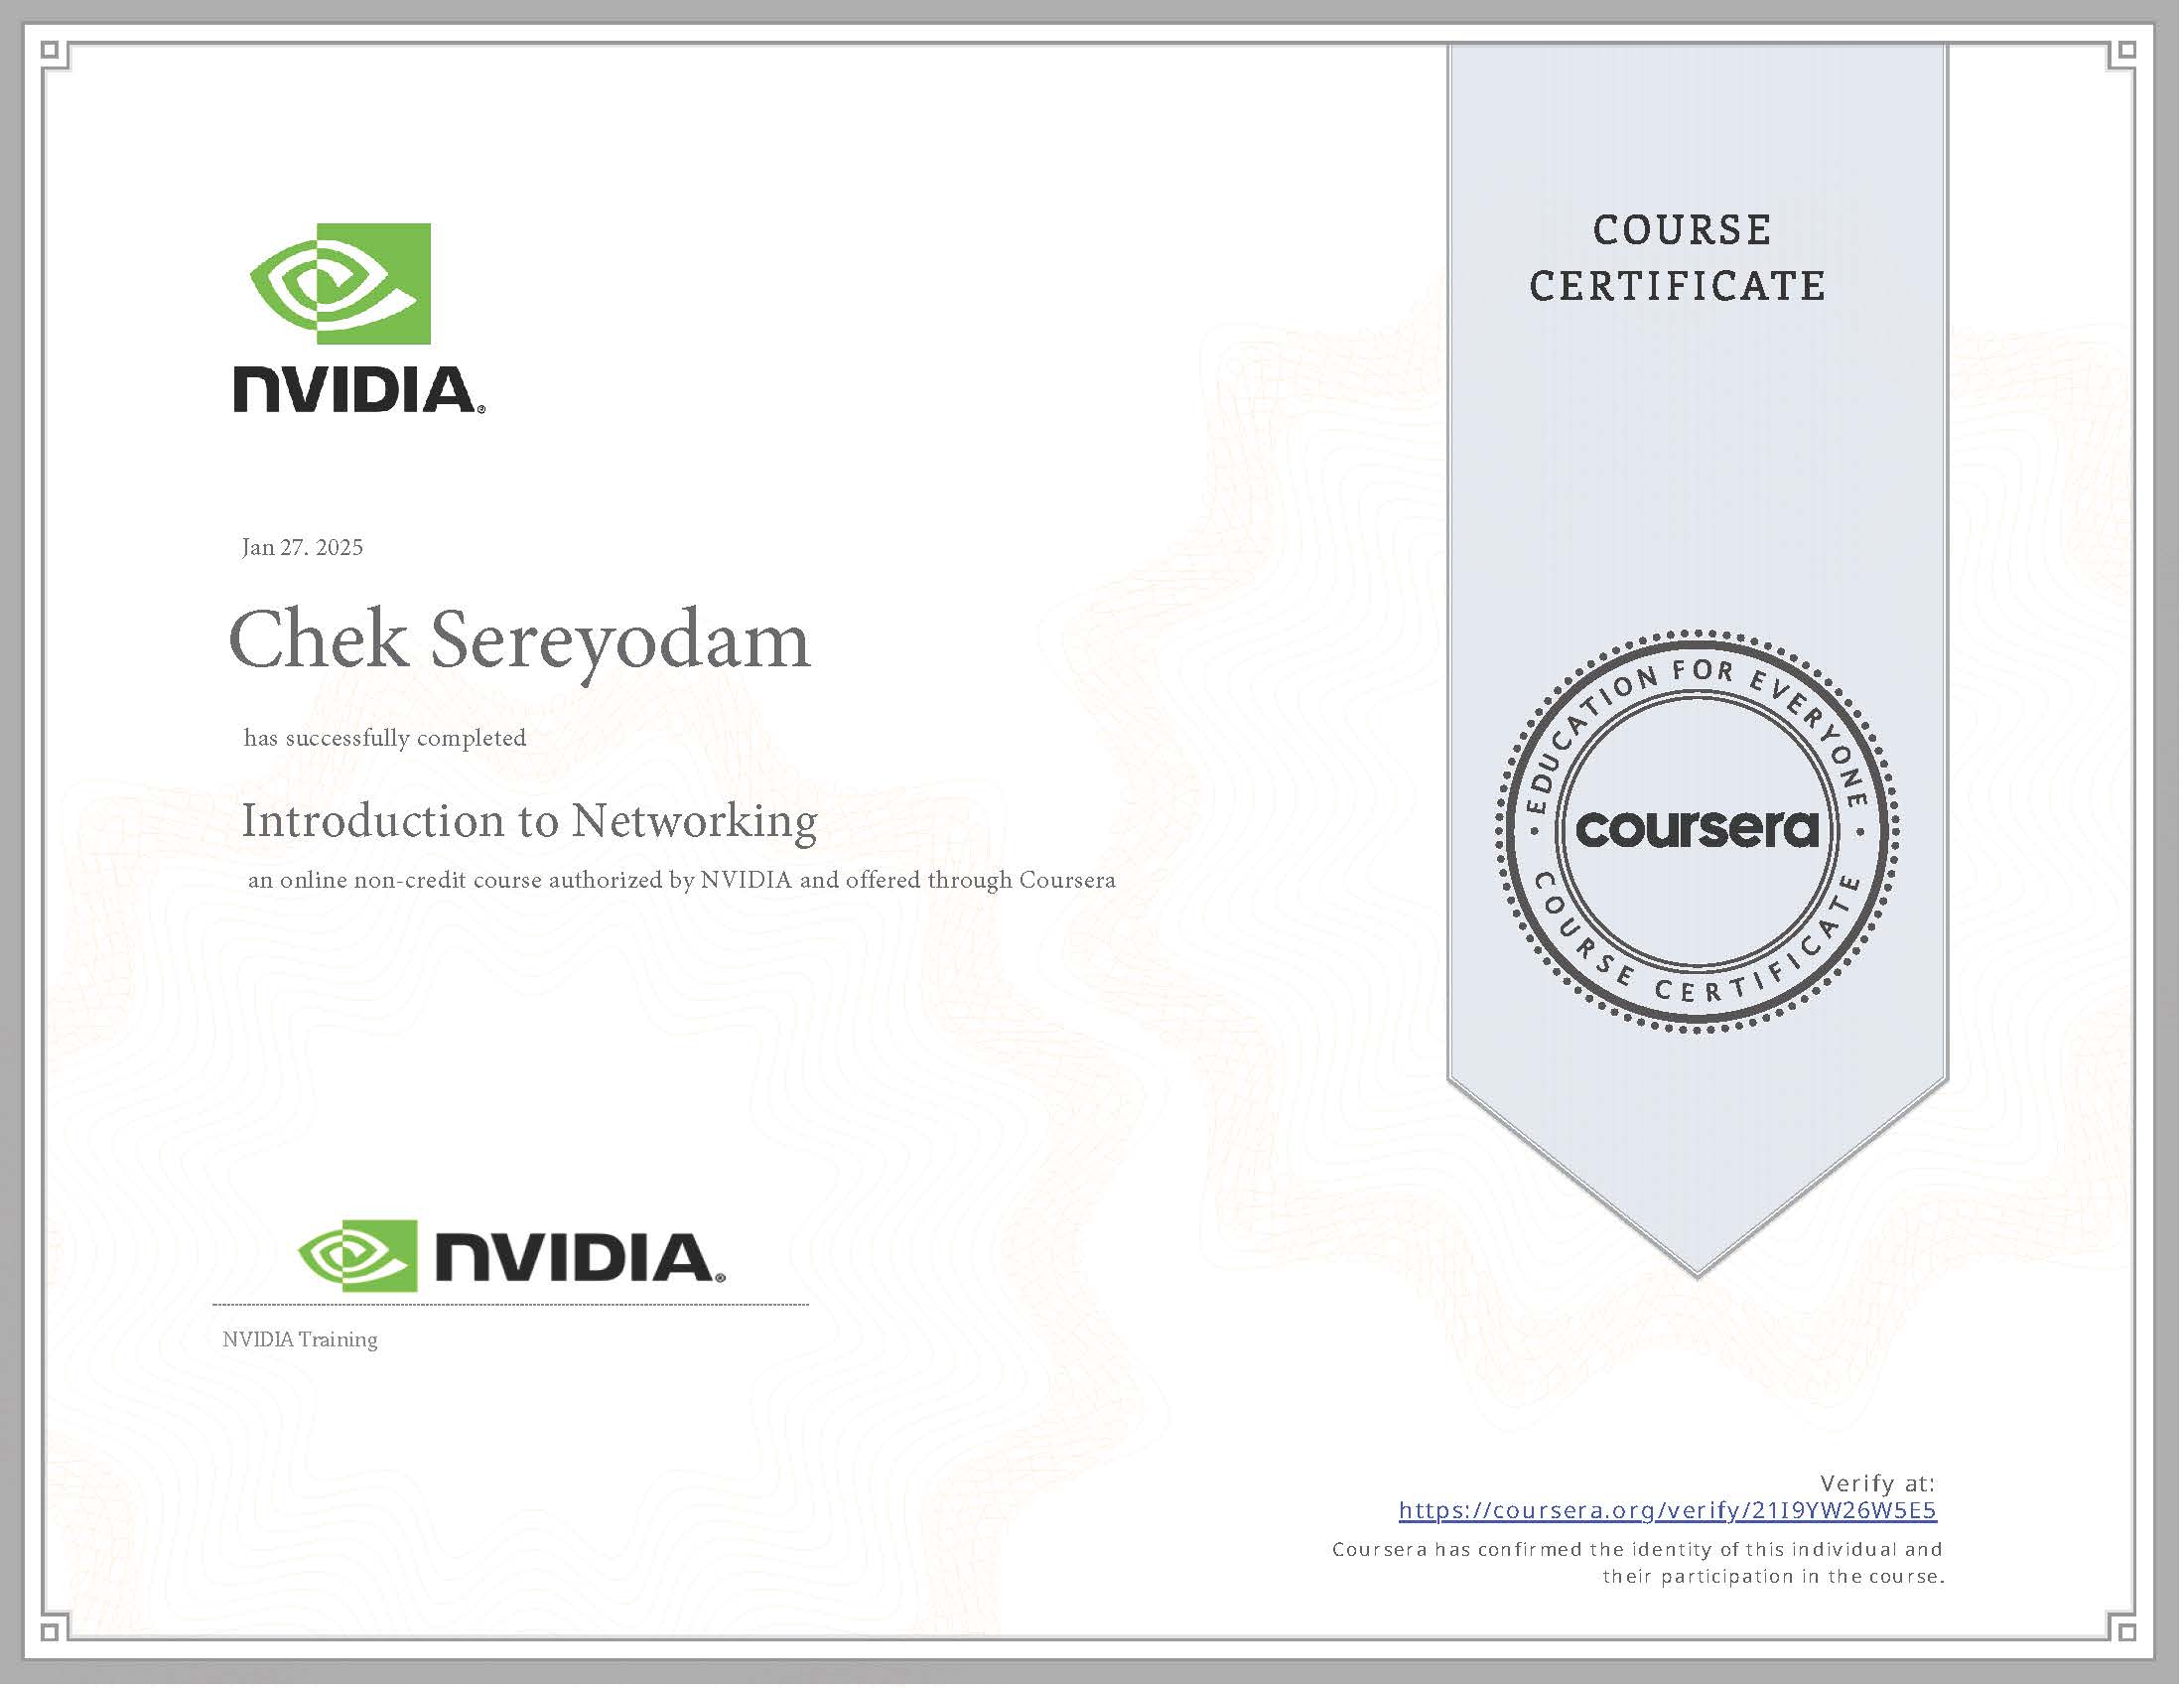 COURSE
CERTIFICATE
NVIDIA®
Jan 27. 2025
Chek Sereyodam
has successfully completed
Introduction to Networking
an online non-credit course authorized by NVIDIA and offered through Coursera
EDUCATION FOR EVERYONE
coursera
COURSE CERTIFICATE
NVIDIA®
NVIDIA Training
Verify at:
https://coursera.org/verify/21I9YW26W5E5
Coursera has confirmed the identity of this individual and
their participation in the course.